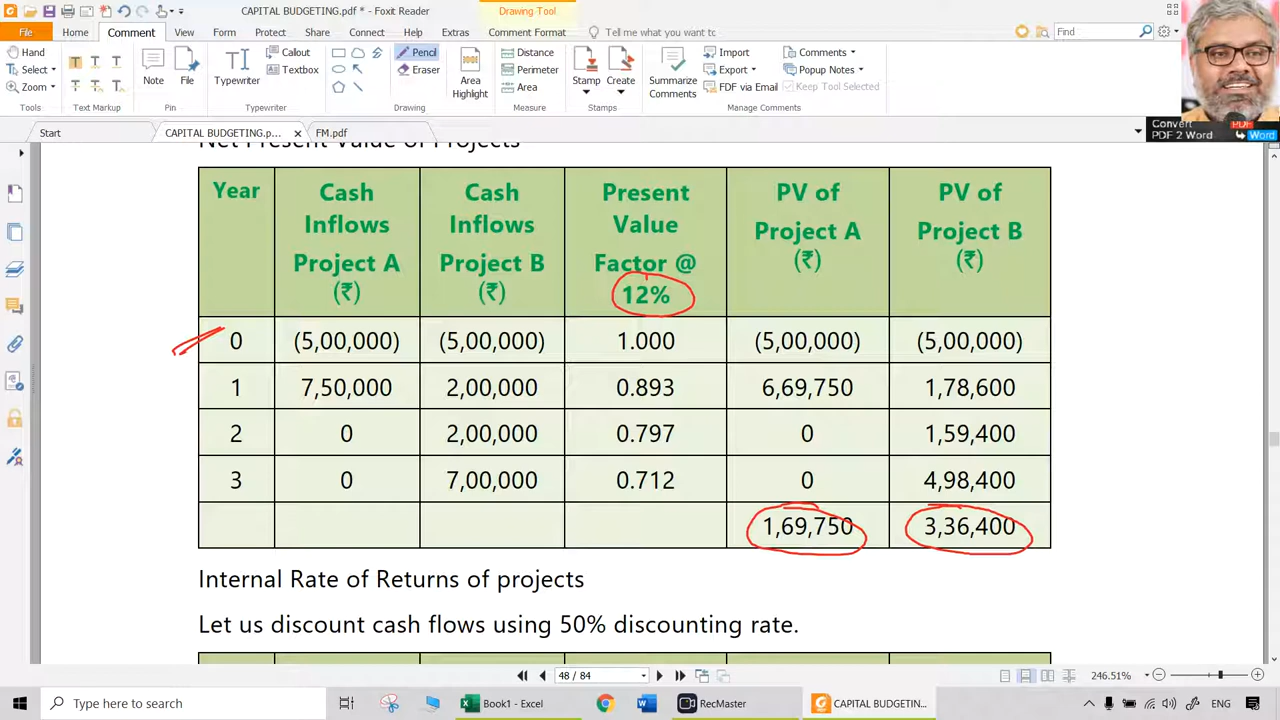 CAPITAL BUDGETING.pdf * - Foxit Reader
Drawing Tool
File Home Comment View Form Protect Share Connect Help Extras Comment Format Tell me what you want tc Find
Hand
Select
Zoom
Tools
Text Markup
Note
File
Pin
Typewriter
Callout
Textbox
Typewriter
Pencil
Eraser
Drawing
Area
Highlight
Distance
Perimeter
Area
Measure
Stamp
Create
Stamps
Summarize
Comments
Import
Export
FDF via Email
Comments
Popup Notes
Keep Tool Selected
Manage Comments
Convert PDF
PDF 2 Word Word
Start CAPITAL BUDGETING.p... FM.pdf
Net Present Value of Projects
Year
Cash Inflows Project A (₹)
Cash Inflows Project B (₹)
Present Value Factor @ 12%
PV of Project A (₹)
PV of Project B (₹)
0 (5,00,000) (5,00,000) 1.000 (5,00,000) (5,00,000)
1 7,50,000 2,00,000 0.893 6,69,750 1,78,600
2 0 2,00,000 0.797 0 1,59,400
3 0 7,00,000 0.712 0 4,98,400
1,69,750 3,36,400
Internal Rate of Returns of projects
Let us discount cash flows using 50% discounting rate.
48 / 84 246.51%
Type here to search Book1 - Excel RecMaster CAPITAL BUDGETIN... ENG